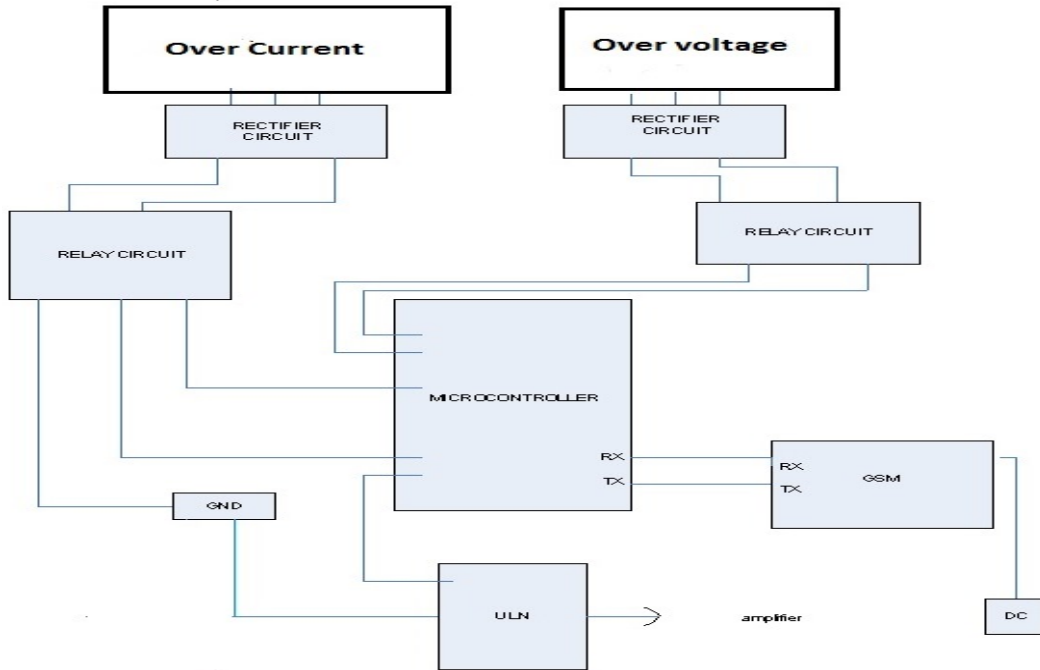 Over Current
Over voltage
RECTIFIER
CIRCUIT
RECTIFIER
CIRCUIT
RELAY CIRCUIT
RELAY CIRCUIT
MICROCONTROLLER
RX
TX
RX
TX
GSM
GND
ULN
amplifier
DC